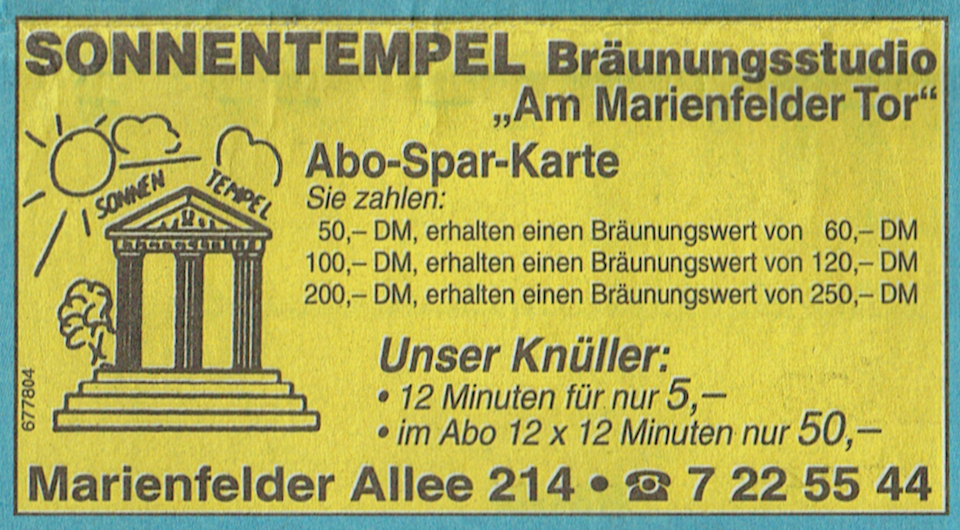 SONNENTEMPEL Bräunungsstudio
„Am Marienfelder Tor“
SONNEN TEMPEL
Abo-Spar-Karte
Sie zahlen:
50,– DM, erhalten einen Bräunungswert von 60,– DM
100,– DM, erhalten einen Bräunungswert von 120,– DM
200,– DM, erhalten einen Bräunungswert von 250,– DM
Unser Knüller:
• 12 Minuten für nur 5,–
• im Abo 12 x 12 Minuten nur 50,–
677804
Marienfelder Allee 214 • ☎ 7 22 55 44